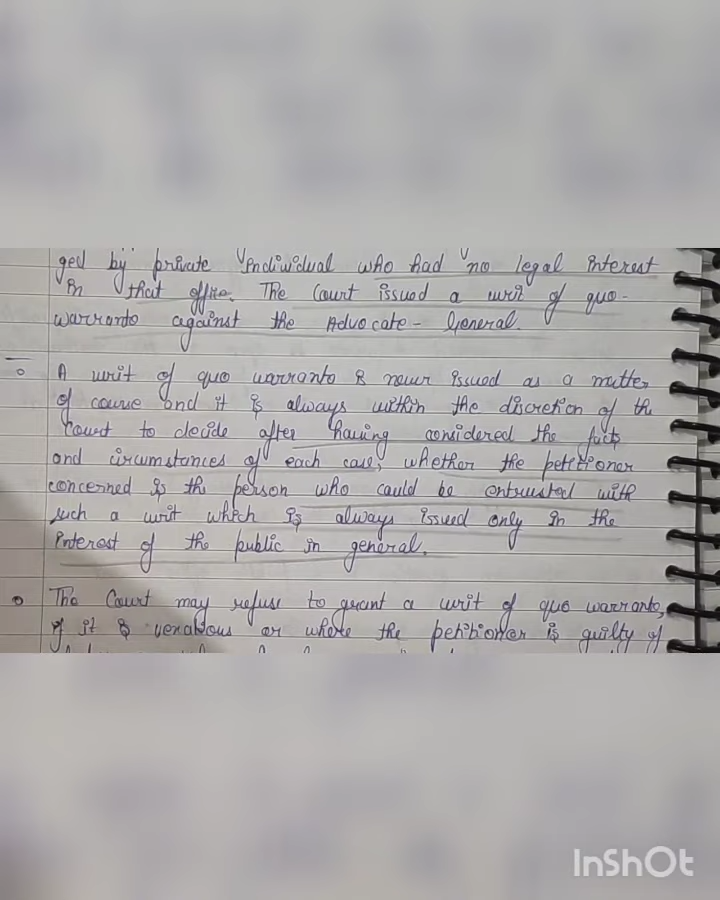 ged by private individual who had no legal interest
in that office. The Court issued a writ of quo-
warranto against the Advocate- General.
A writ of quo warranto is never issued as a matter
of course and it is always within the discretion of the
Court to decide after having considered the facts
and circumstances of each case, whether the petitioner
concerned is the person who could be entrusted with
such a writ which is always issued only in the
interest of the public in general.
The Court may refuse to grant a writ of quo warranto,
if it is vexatious or where the petitioner is guilty of
InShOt